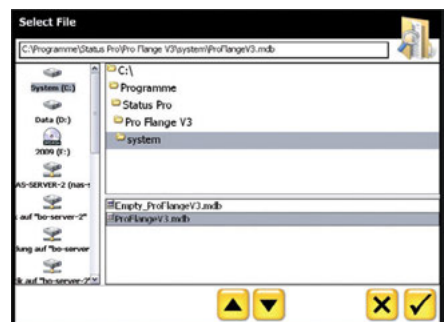 Select File
C:\Programme\Status Pro\Pro Flange V3\system\ProFlangeV3.mdb
System (C:)
Data (D:)
2009 (F:)
AS-SERVER-2 (nas-s
auf "bo-server-2"
dung auf "bo-server
ik auf "bo-server-2"
C:\
Programme
Status Pro
Pro Flange V3
system
Empty_ProFlangeV3.mdb
ProFlangeV3.mdb